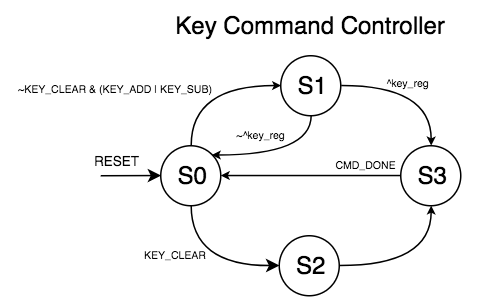 Key Command Controller
S1
~KEY_CLEAR & (KEY_ADD | KEY_SUB)
^key_reg
~^key_reg
RESET
CMD_DONE
S0
S3
KEY_CLEAR
S2